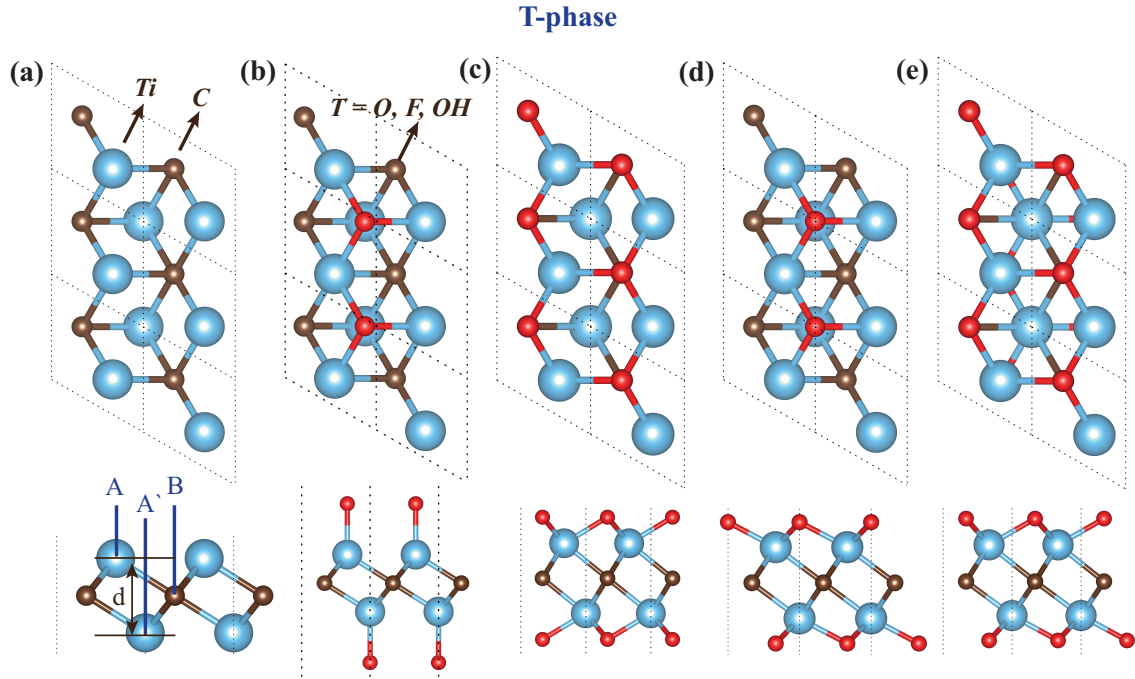 T-phase
(a)
(b)
(c)
(d)
(e)
Ti
C
T = O, F, OH
A
A`
B
d